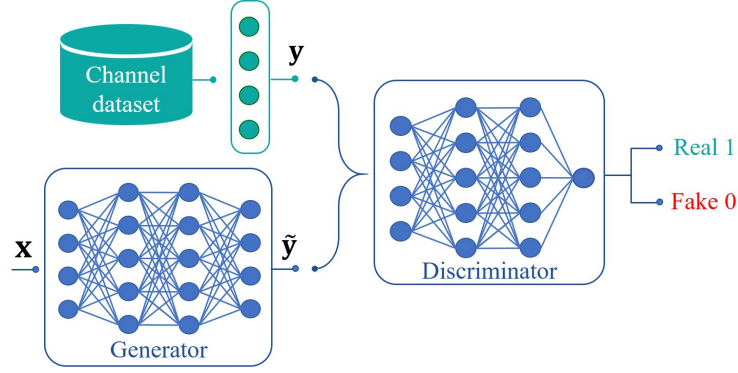 Channel
dataset
y
x
ỹ
Generator
Discriminator
Real 1
Fake 0